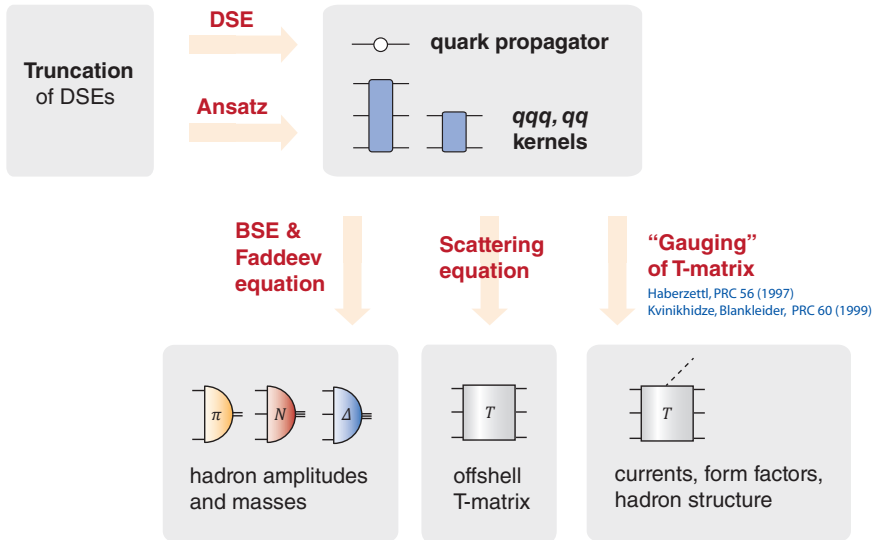 DSE
Truncation
of DSEs
Ansatz
quark propagator
qqq, qq
kernels
BSE &
Faddeev
equation
Scattering
equation
“Gauging”
of T-matrix
Haberzettl, PRC 56 (1997)
Kvinikhidze, Blankleider, PRC 60 (1999)
π
N
Δ
T
T
hadron amplitudes
and masses
offshell
T-matrix
currents, form factors,
hadron structure